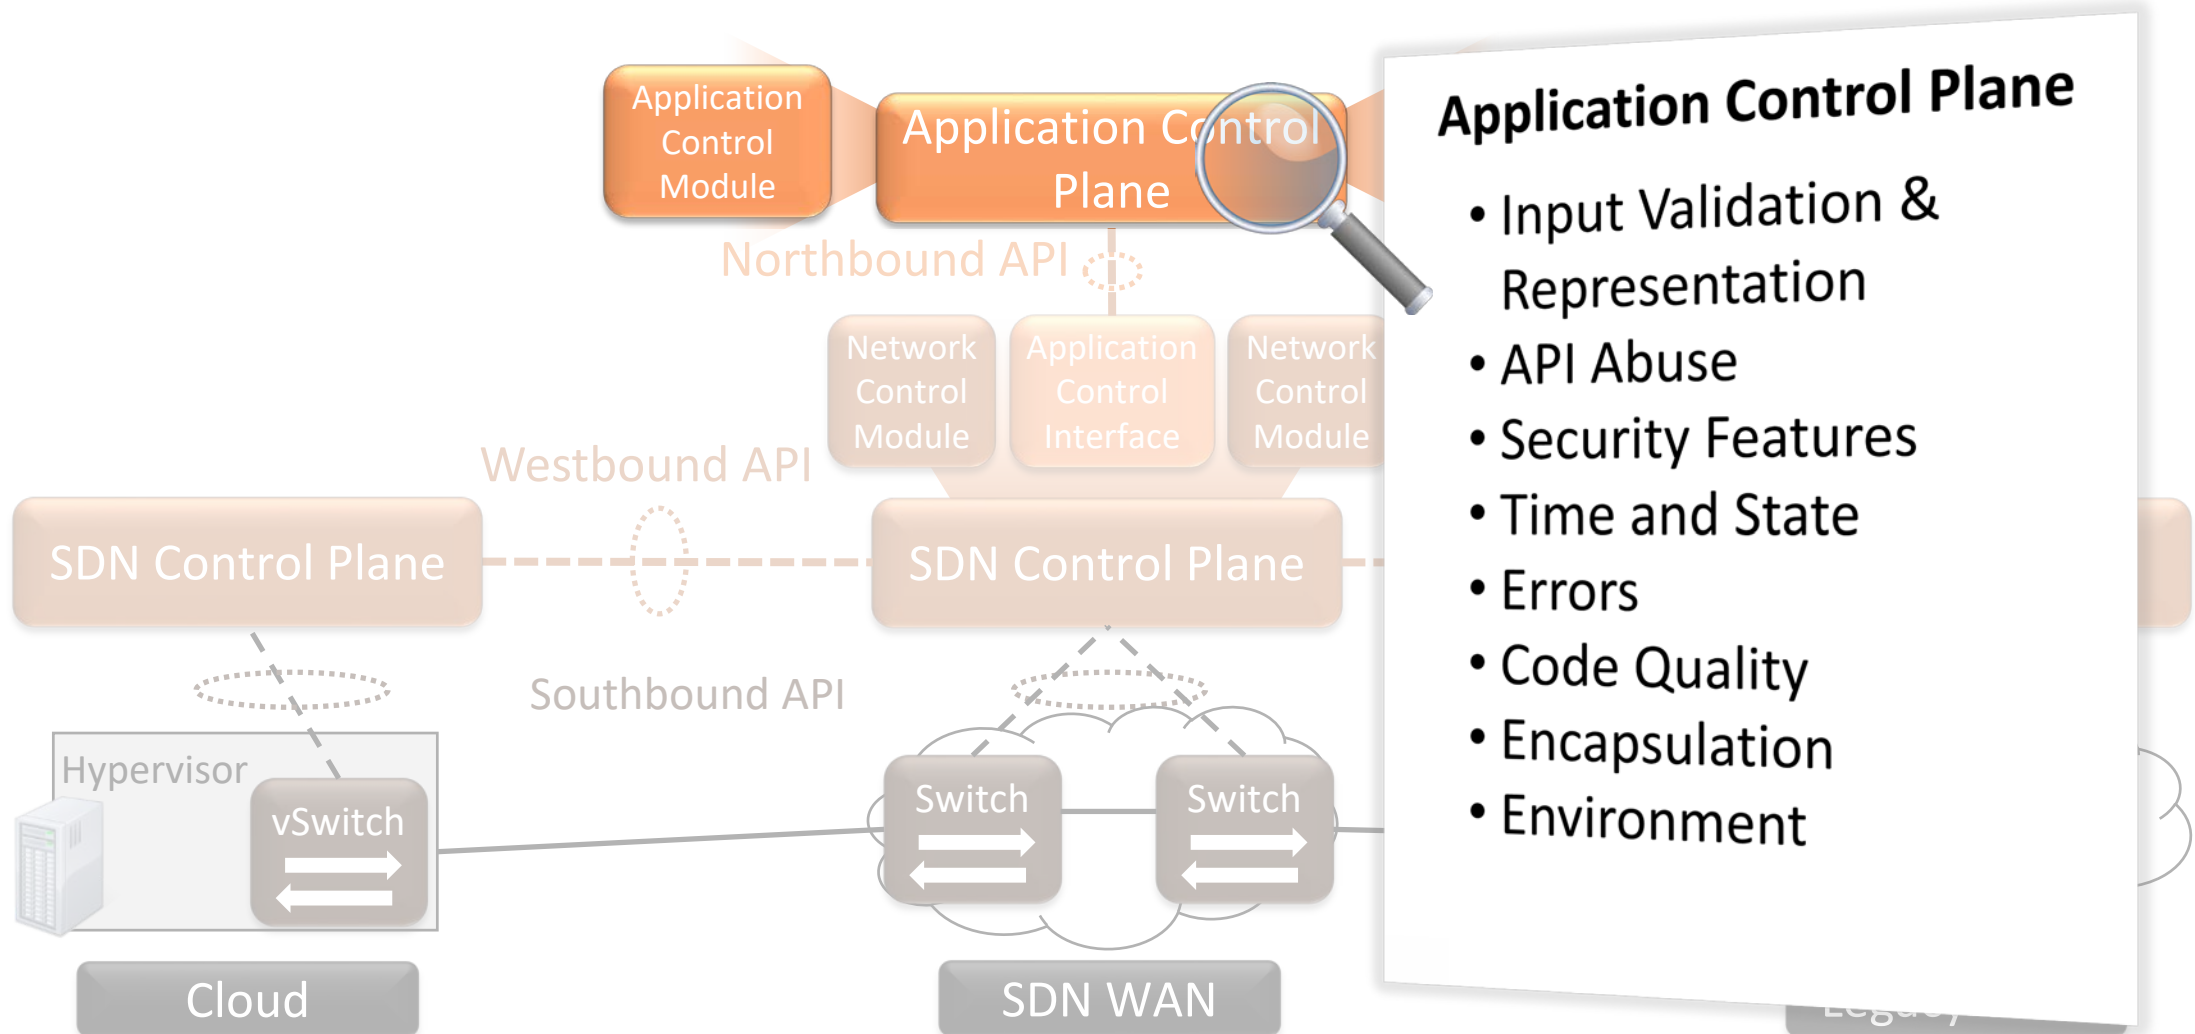 Application
Control
Module
Application Control
Plane
Northbound API
Network
Control
Module
Application
Control
Interface
Network
Control
Module
Westbound API
SDN Control Plane
SDN Control Plane
Southbound API
Hypervisor
vSwitch
Switch
Switch
Cloud
SDN WAN
Application Control Plane
• Input Validation &
Representation
• API Abuse
• Security Features
• Time and State
• Errors
• Code Quality
• Encapsulation
• Environment